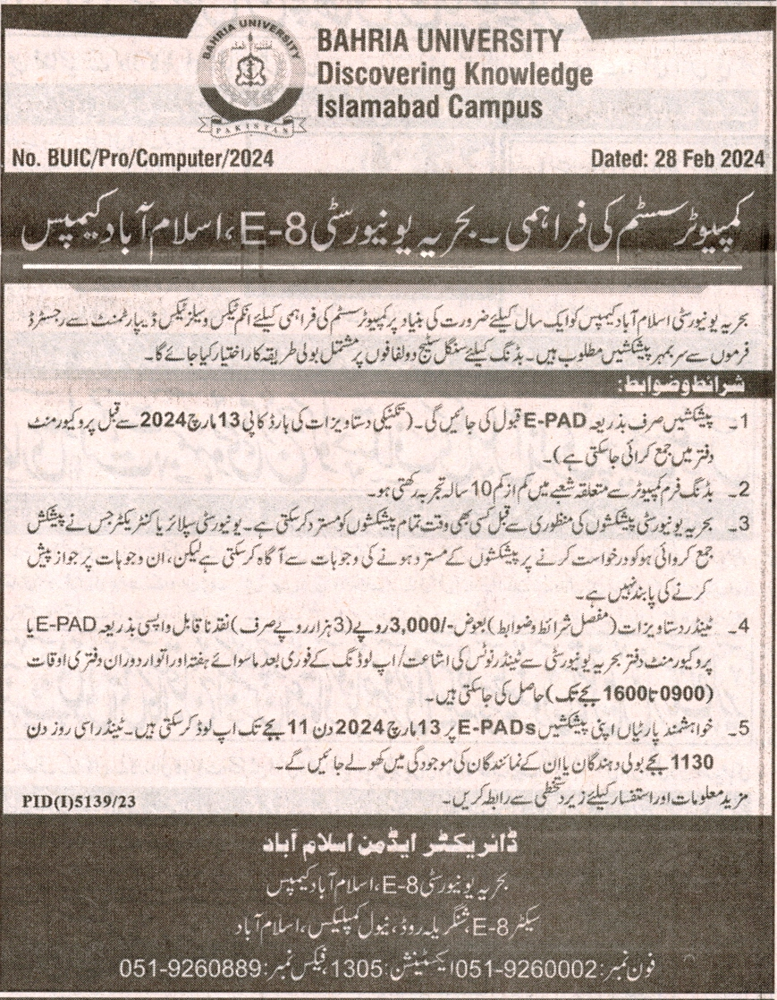 BAHRIA UNIVERSITY
PAKISTAN
BAHRIA UNIVERSITY
Discovering Knowledge
Islamabad Campus
No. BUIC/Pro/Computer/2024
Dated: 28 Feb 2024
کمپیوٹر سسٹم کی فراہمی ۔ بحریہ یونیورسٹی E-8، اسلام آباد کیمپس
بحریہ یونیورسٹی اسلام آباد کیمپس کو ایک سال کیلئے ضرورت کی بنیاد پر کمپیوٹر سسٹم کی فراہمی کیلئے انکم ٹیکس و سیلز ٹیکس ڈیپارٹمنٹ سے رجسٹرڈ
فرموں سے سربمہر پیشکشیں مطلوب ہیں۔ بڈنگ کیلئے سنگل سٹیج دو لفافوں پر مشتمل بولی طریقہ کار اختیار کیا جائے گا۔
شرائط و ضوابط:
1۔ پیشکشیں صرف بذریعہ E-PAD قبول کی جائیں گی۔ (تکنیکی دستاویزات کی ہارڈ کاپی 13 مارچ 2024 سے قبل پروکیورمنٹ
دفتر میں جمع کرائی جاسکتی ہے)۔
2۔ بڈنگ فرم کمپیوٹر سے متعلقہ شعبے میں کم از کم 10 سالہ تجربہ رکھتی ہو۔
3۔ بحریہ یونیورسٹی پیشکشوں کی منظوری سے قبل کسی بھی وقت تمام پیشکشوں کو مسترد کرسکتی ہے۔ یونیورسٹی سپلائر یا کنٹریکٹر جس نے پیشکش
جمع کروائی ہو کو درخواست کرنے پر پیشکشوں کے مسترد ہونے کی وجوہات سے آگاہ کرسکتی ہے لیکن، ان وجوہات پر جواز پیش
کرنے کی پابند نہیں ہے۔
4۔ ٹینڈر دستاویزات (مفصل شرائط و ضوابط) بعوض -/3,000 روپے (3 ہزار روپے صرف) نقد ناقابل واپسی بذریعہ E-PAD یا
پروکیورمنٹ دفتر بحریہ یونیورسٹی سے ٹینڈر نوٹس کی اشاعت/ اپ لوڈنگ کے فوری بعد ماسوائے ہفتہ اور اتوار دوران دفتری اوقات
(0900 تا 1600 بجے تک) حاصل کی جاسکتی ہیں۔
5۔ خواہشمند پارٹیاں اپنی پیشکشیں E-PADs پر 13 مارچ 2024 دن 11 بجے تک اپ لوڈ کرسکتی ہیں۔ ٹینڈر اسی روز دن
1130 بجے بولی دہندگان یا ان کے نمائندگان کی موجودگی میں کھولے جائیں گے۔
مزید معلومات اور استفسار کیلئے زیر دستخطی سے رابطہ کریں۔
PID(I)5139/23
ڈائریکٹر ایڈمن اسلام آباد
بحریہ یونیورسٹی E-8، اسلام آباد کیمپس
سیکٹر E-8، شنگریلہ روڈ، نیول کمپلیکس، اسلام آباد
فون نمبر: 051-9260002 ایکسٹینشن: 1305، فیکس نمبر: 051-9260889